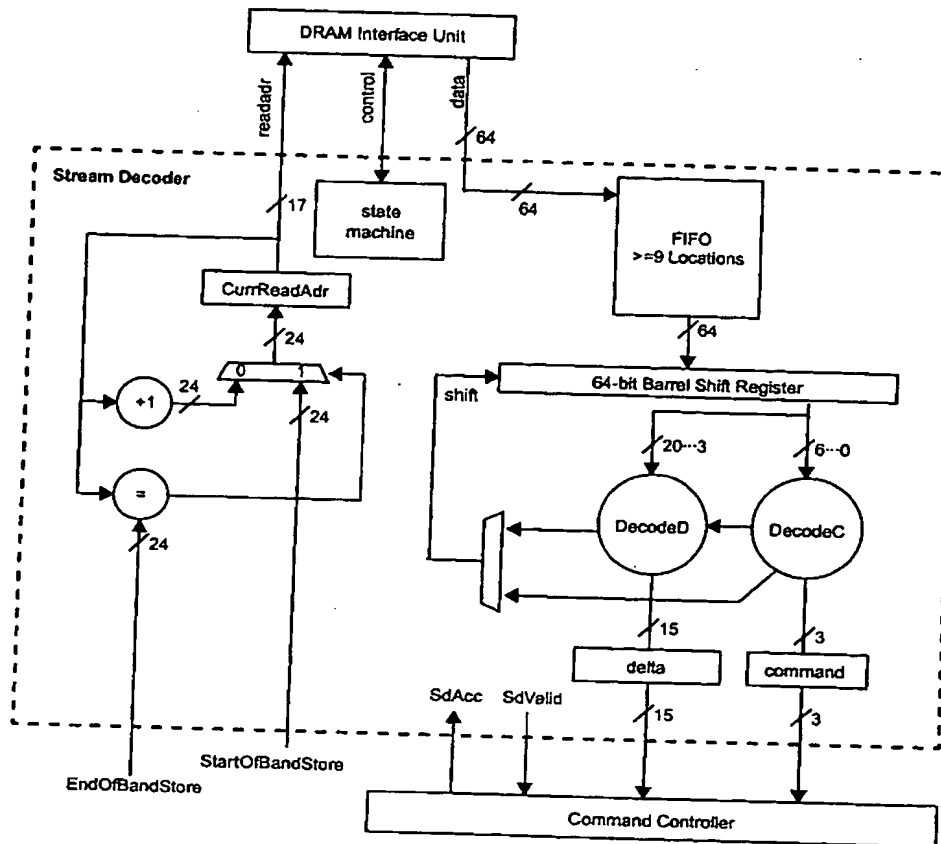 DRAM Interface Unit
readadr
control
data
64
Stream Decoder
17
state
machine
64
FIFO
>=9 Locations
CurrReadAdr
24
64
0 1
64-bit Barrel Shift Register
shift
+1
24
24
20···3
6···0
=
24
DecodeD
DecodeC
15
3
delta
command
SdAcc
SdValid
15
3
StartOfBandStore
EndOfBandStore
Command Controller